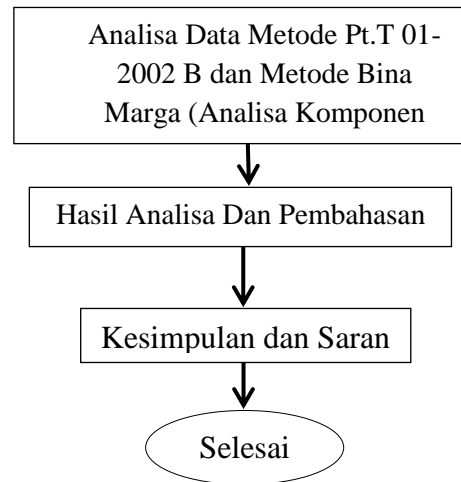 Analisa Data Metode Pt.T 01-
2002 B dan Metode Bina
Marga (Analisa Komponen
Hasil Analisa Dan Pembahasan
Kesimpulan dan Saran
Selesai